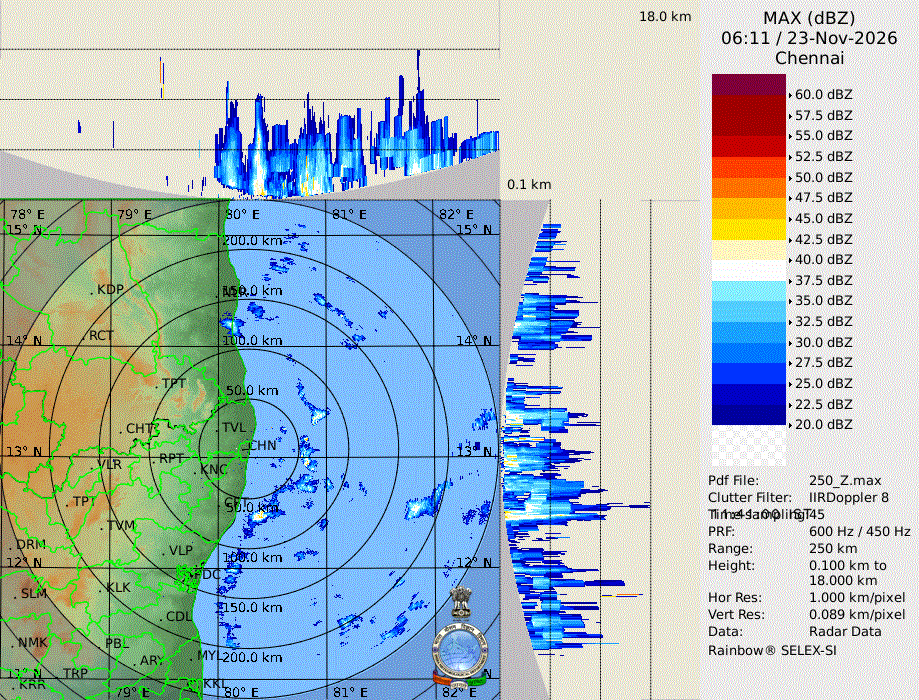 18.0 km
0.1 km
MAX (dBZ)
06:11 / 23-Nov-2026
Chennai
60.0 dBZ
57.5 dBZ
55.0 dBZ
52.5 dBZ
50.0 dBZ
47.5 dBZ
45.0 dBZ
42.5 dBZ
40.0 dBZ
37.5 dBZ
35.0 dBZ
32.5 dBZ
30.0 dBZ
27.5 dBZ
25.0 dBZ
22.5 dBZ
20.0 dBZ
Pdf File: 250_Z.max
Clutter Filter: IIRDoppler 8
PRF: 600 Hz / 450 Hz
Range: 250 km
Height: 0.100 km to
18.000 km
Hor Res: 1.000 km/pixel
Vert Res: 0.089 km/pixel
Data: Radar Data
Rainbow® SELEX-SI
78° E 79° E 80° E 81° E 82° E
15° N 15° N
200.0 km
KDP
150.0 km
RCT
14° N 100.0 km 14° N
TPT
50.0 km
CHT TVL
CHN
13° N 13° N
VLR RPT
KNC
TPT
50.0 km
TVM
DRM VLP
100.0 km
12° N 12° N
PDC
SLM KLK
150.0 km
CDL
NMK PBL
ARY MYL 200.0 km
TRP
KRR KKL
79° E 80° E 81° E 82° E